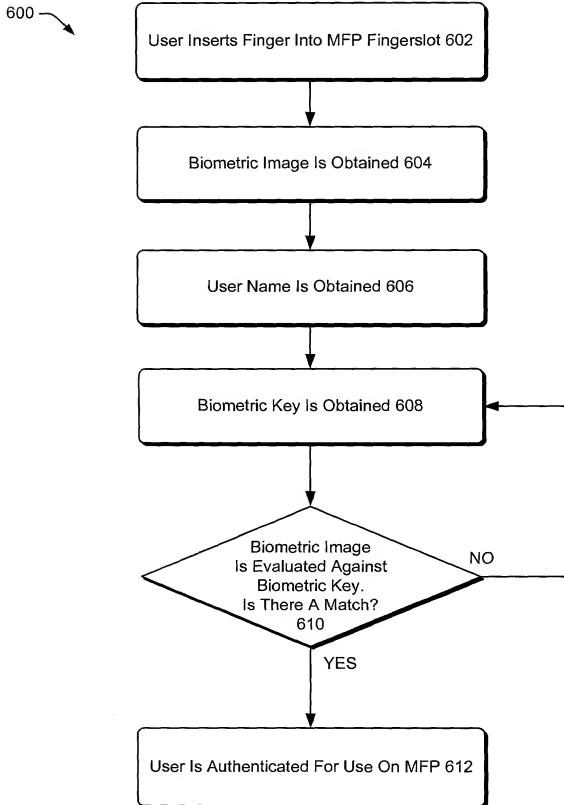 600
User Inserts Finger Into MFP Fingerslot 602
Biometric Image Is Obtained 604
User Name Is Obtained 606
Biometric Key Is Obtained 608
Biometric Image
Is Evaluated Against
Biometric Key.
Is There A Match?
610
NO
YES
User Is Authenticated For Use On MFP 612